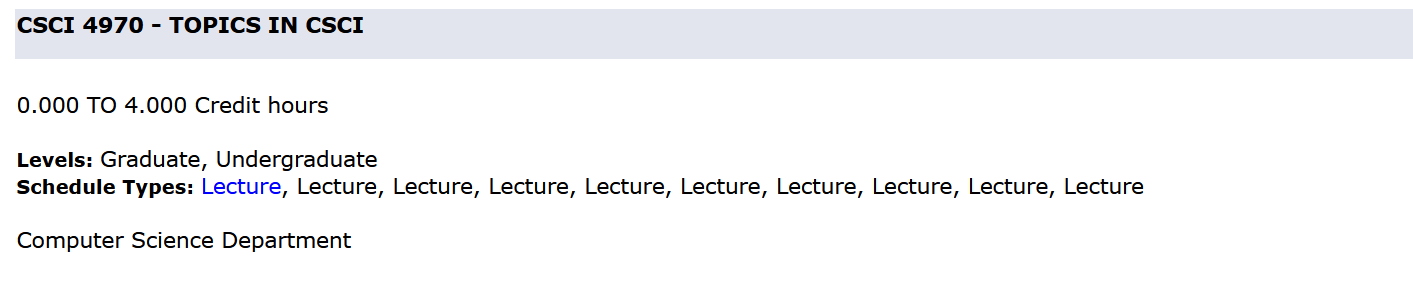 CSCI 4970 - TOPICS IN CSCI
0.000 TO 4.000 Credit hours
Levels: Graduate, Undergraduate
Schedule Types: Lecture, Lecture, Lecture, Lecture, Lecture, Lecture, Lecture, Lecture, Lecture, Lecture
Computer Science Department